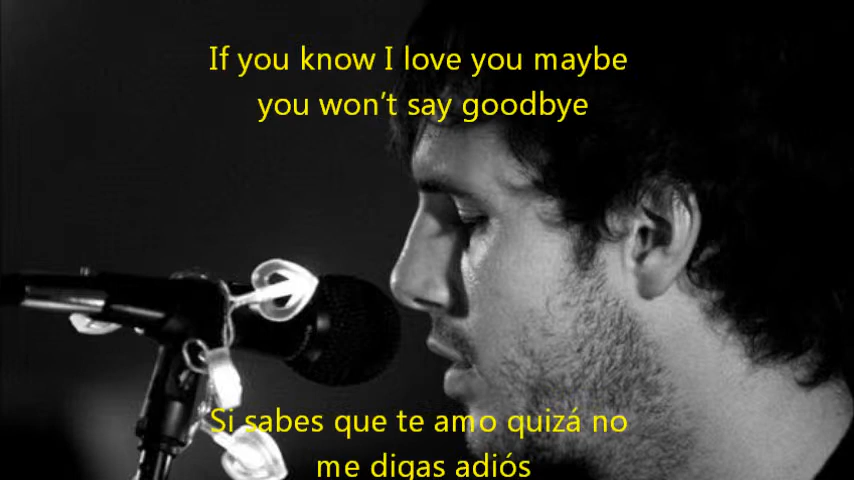 If you know I love you maybe
you won't say goodbye
Si sabes que te amo quizá no
me digas adiós